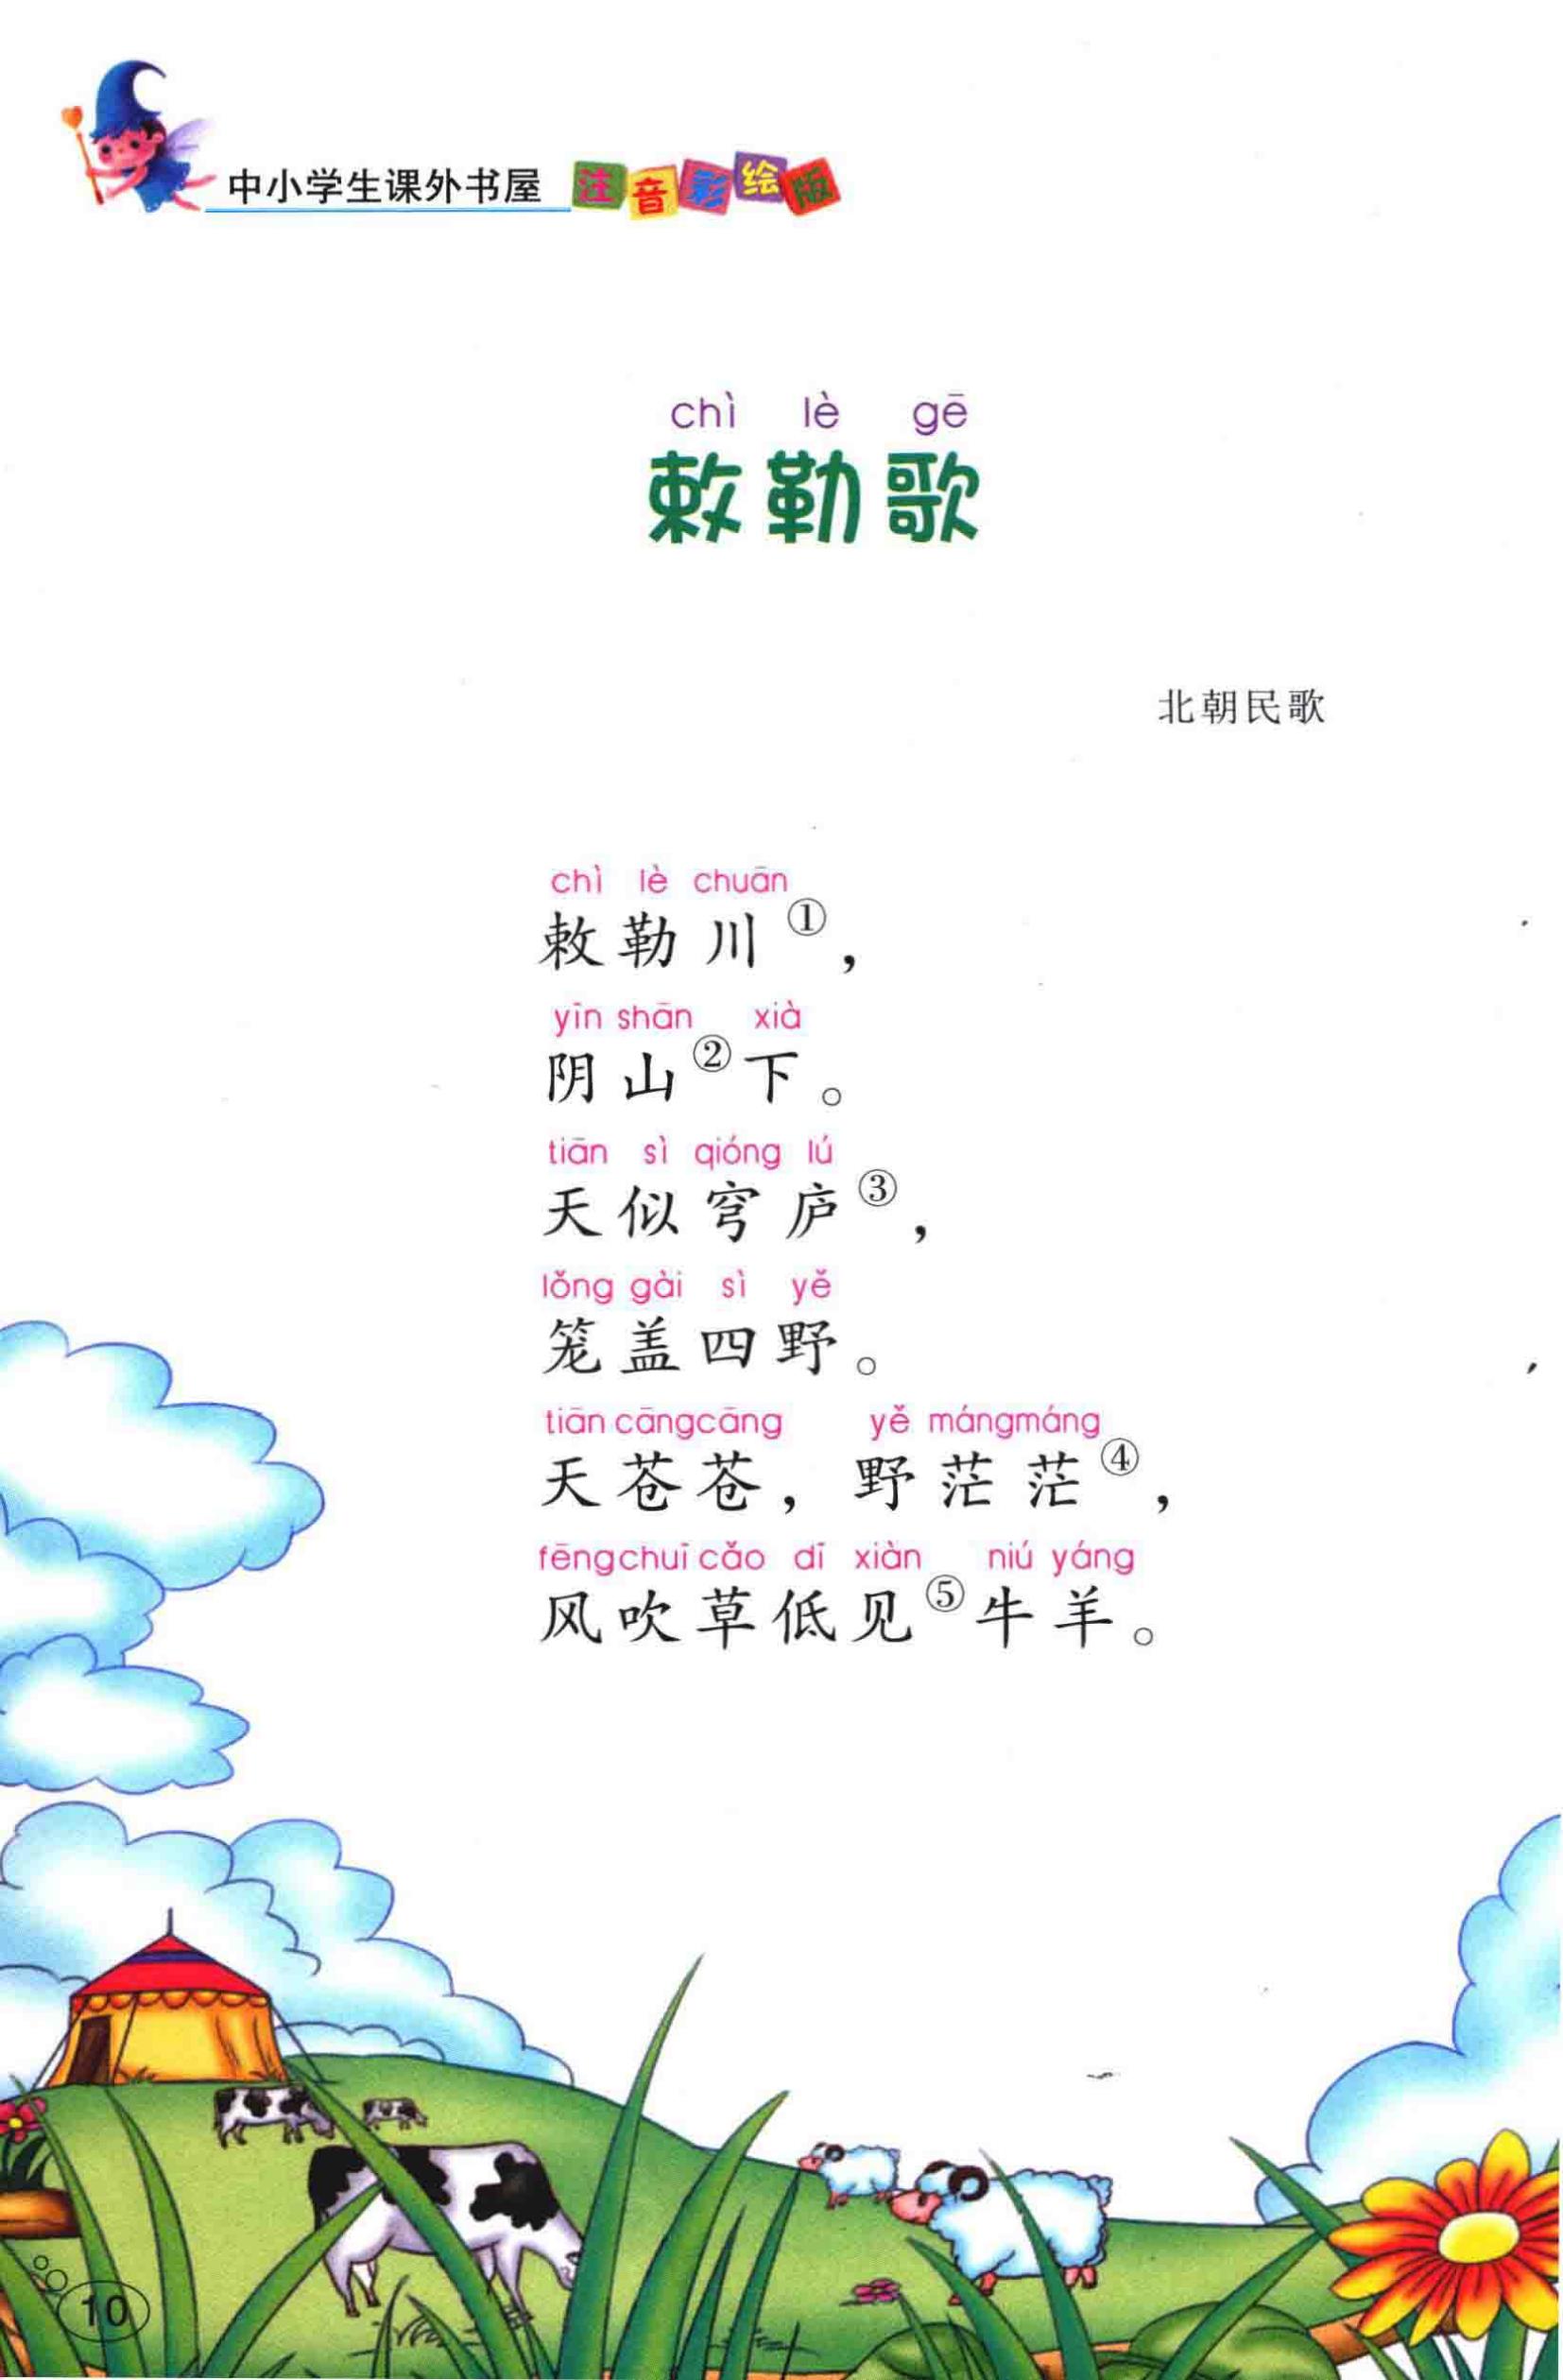 中小学生课外书屋 注音彩绘版
chì lè gē
敕勒歌
北朝民歌
chì lè chuān
敕勒川①，
yīn shān xià
阴山②下。
tiān sì qióng lú
天似穹庐③，
lǒng gài sì yě
笼盖四野。
tiān cāngcāng yě mángmáng
天苍苍，野茫茫④，
fēng chuī cǎo dī xiàn niú yáng
风吹草低见⑤牛羊。
10